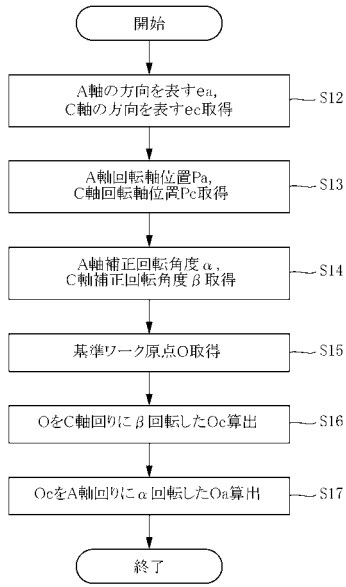 開始
A軸の方向を表すea,
C軸の方向を表すec取得
S12
A軸回転軸位置Pa,
C軸回転軸位置Pc取得
S13
A軸補正回転角度α,
C軸補正回転角度β取得
S14
基準ワーク原点O取得
S15
OをC軸回りにβ回転したOc算出
S16
OcをA軸回りにα回転したOa算出
S17
終了